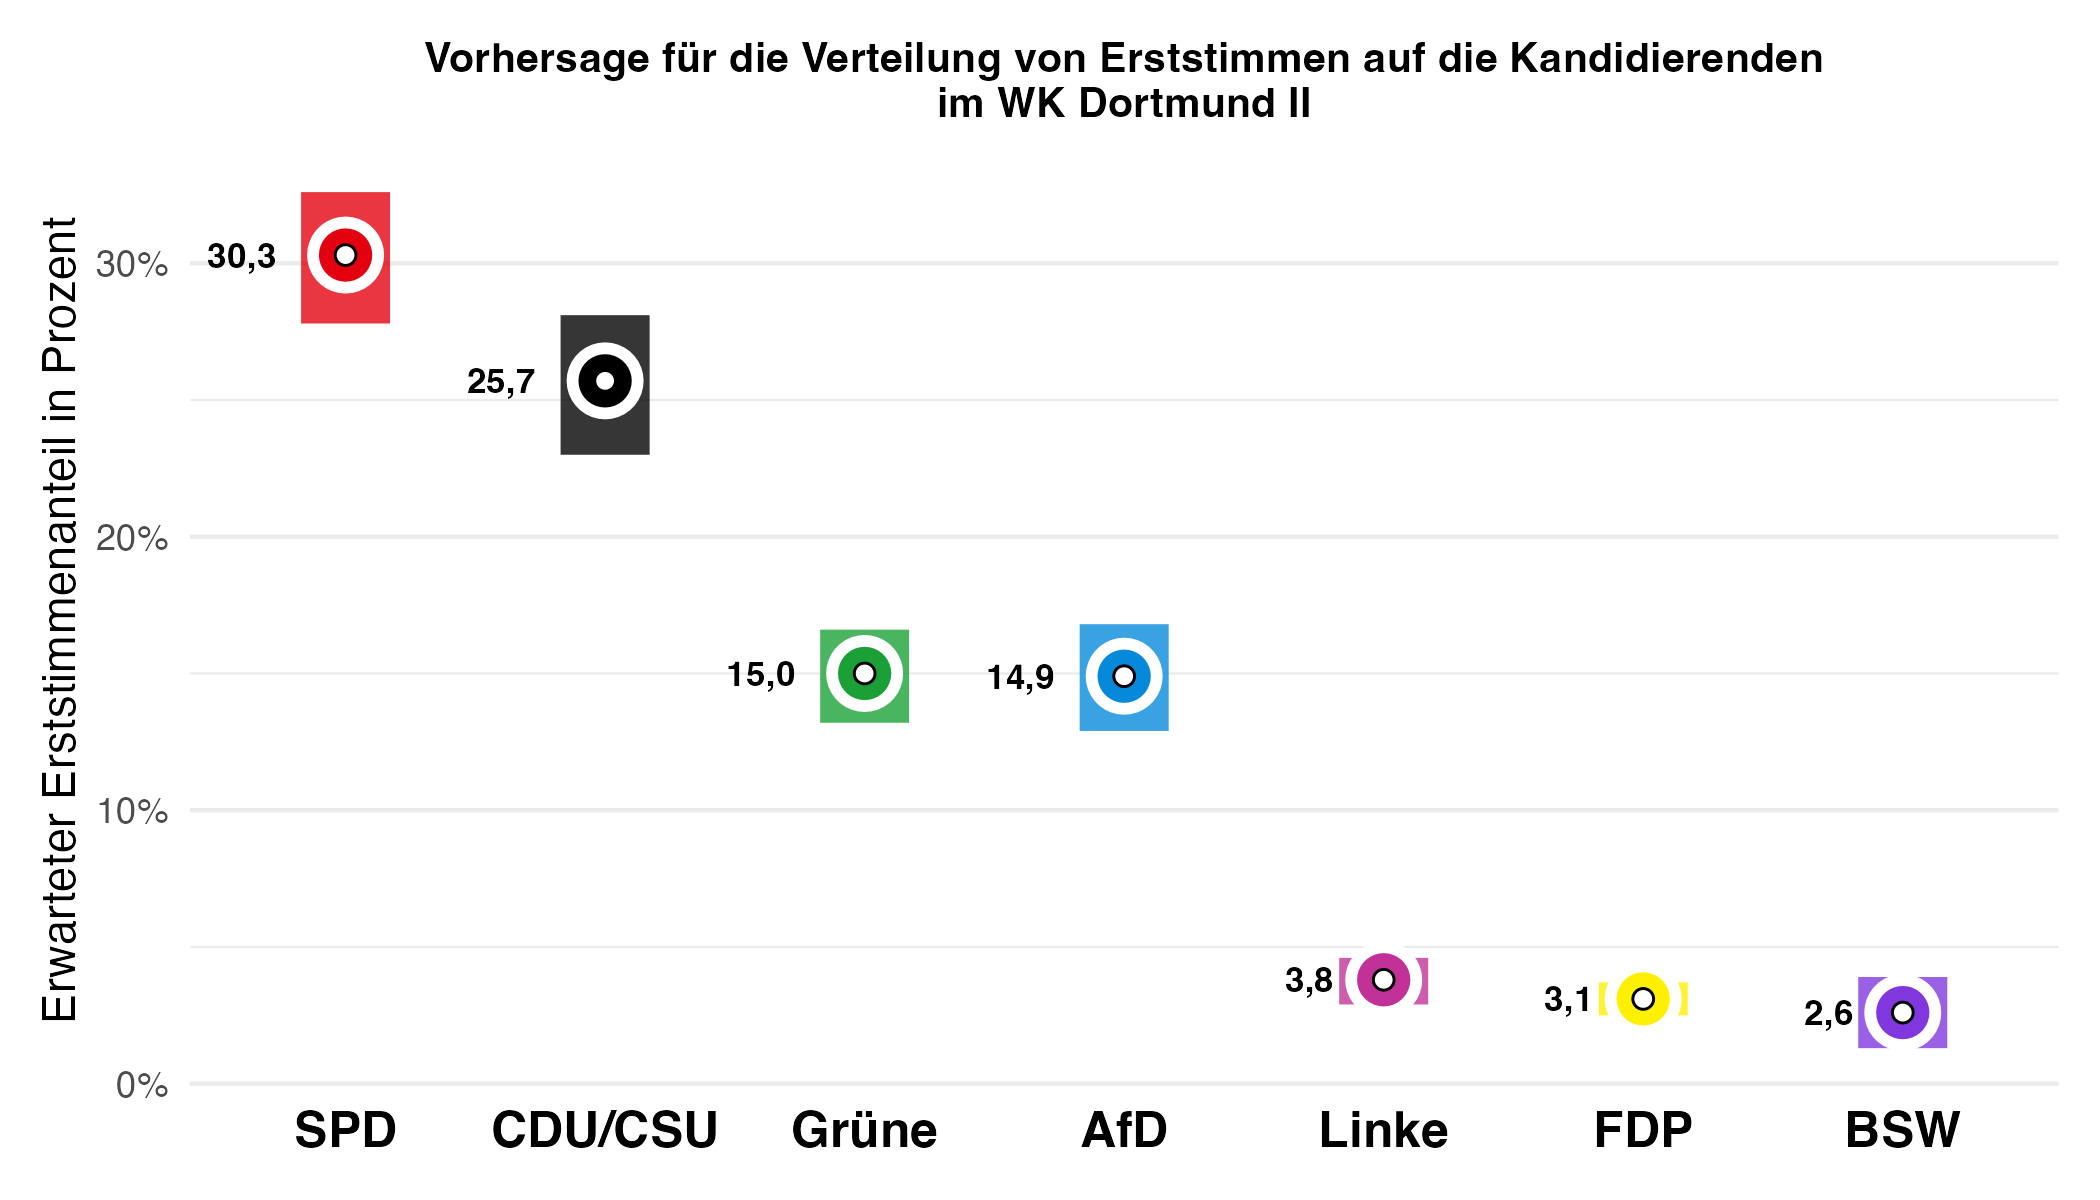 Vorhersage für die Verteilung von Erststimmen auf die Kandidierenden
im WK Dortmund II
Erwarteter Erststimmenanteil in Prozent
30%
20%
10%
0%
30,3
25,7
15,0
14,9
3,8
3,1
2,6
SPD
CDU/CSU
Grüne
AfD
Linke
FDP
BSW